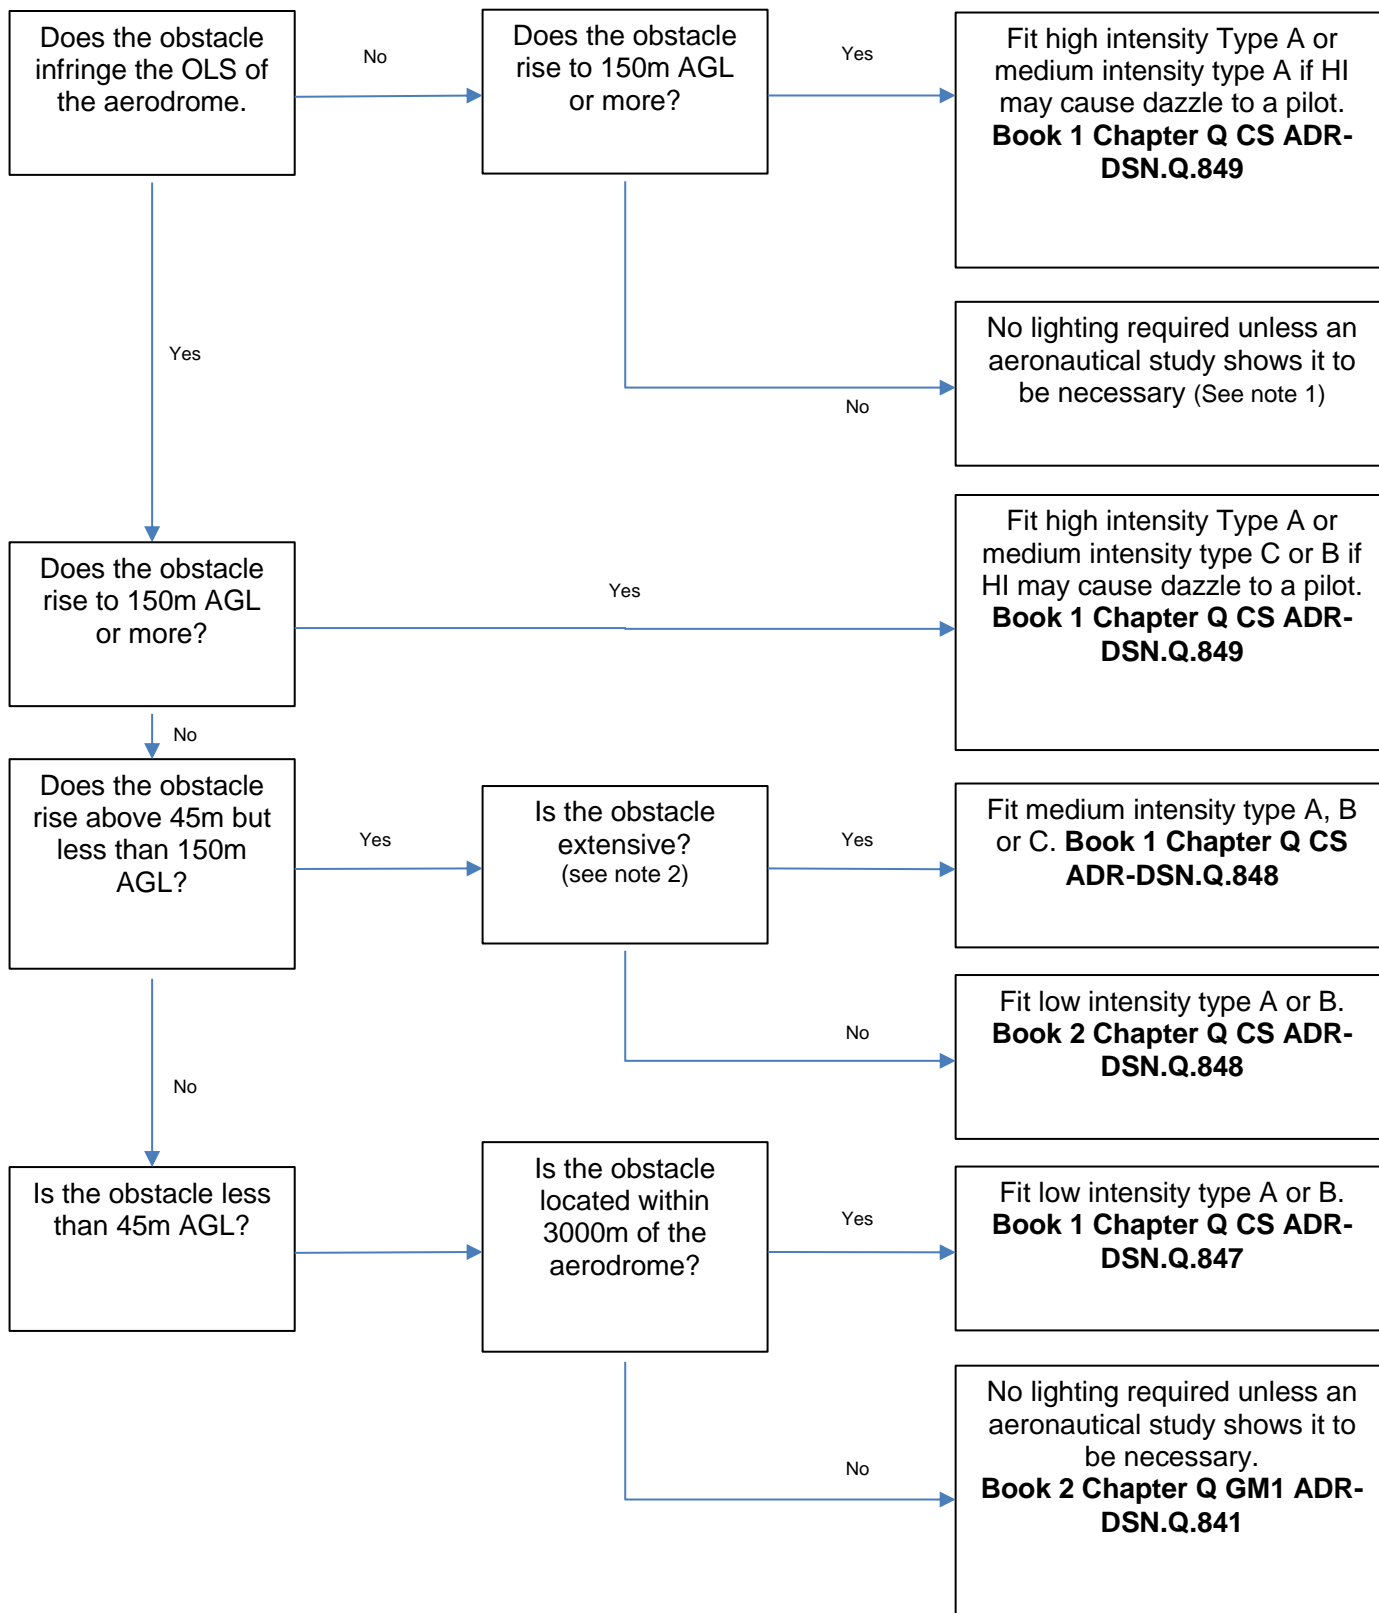 Does the obstacle
infringe the OLS of
the aerodrome.
No
Does the obstacle
rise to 150m AGL
or more?
Yes
Fit high intensity Type A or
medium intensity type A if HI
may cause dazzle to a pilot.
Book 1 Chapter Q CS ADR-
DSN.Q.849
Yes
No
No lighting required unless an
aeronautical study shows it to
be necessary (See note 1)
Does the obstacle
rise to 150m AGL
or more?
Yes
Fit high intensity Type A or
medium intensity type C or B if
HI may cause dazzle to a pilot.
Book 1 Chapter Q CS ADR-
DSN.Q.849
No
Does the obstacle
rise above 45m but
less than 150m
AGL?
Yes
Is the obstacle
extensive?
(see note 2)
Yes
Fit medium intensity type A, B
or C. Book 1 Chapter Q CS
ADR-DSN.Q.848
No
Fit low intensity type A or B.
Book 2 Chapter Q CS ADR-
DSN.Q.848
No
Is the obstacle less
than 45m AGL?
Is the obstacle
located within
3000m of the
aerodrome?
Yes
Fit low intensity type A or B.
Book 1 Chapter Q CS ADR-
DSN.Q.847
No
No lighting required unless an
aeronautical study shows it to
be necessary.
Book 2 Chapter Q GM1 ADR-
DSN.Q.841